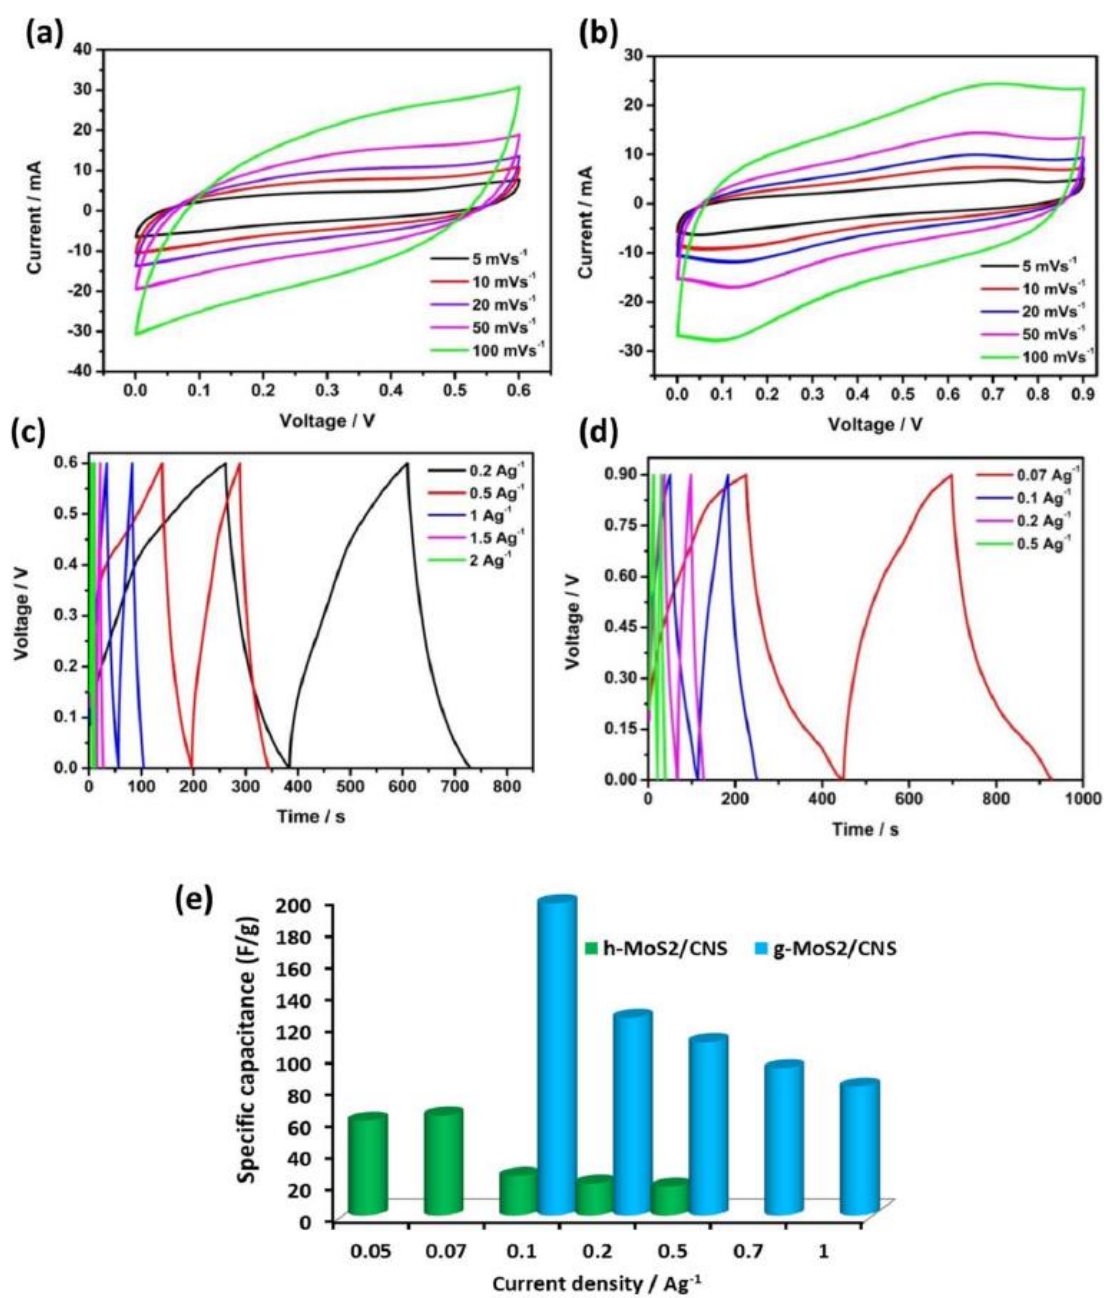 (a)
Current / mA
40
30
20
10
0
-10
-20
-30
-40
5 mVs⁻¹
10 mVs⁻¹
20 mVs⁻¹
50 mVs⁻¹
100 mVs⁻¹
0.0 0.1 0.2 0.3 0.4 0.5 0.6
Voltage / V
(b)
Current / mA
30
20
10
0
-10
-20
-30
5 mVs⁻¹
10 mVs⁻¹
20 mVs⁻¹
50 mVs⁻¹
100 mVs⁻¹
0.0 0.1 0.2 0.3 0.4 0.5 0.6 0.7 0.8 0.9
Voltage / V
(c)
Voltage / V
0.6
0.5
0.4
0.3
0.2
0.1
0.0
0.2 Ag⁻¹
0.5 Ag⁻¹
1 Ag⁻¹
1.5 Ag⁻¹
2 Ag⁻¹
0 100 200 300 400 500 600 700 800
Time / s
(d)
Voltage / V
0.90
0.75
0.60
0.45
0.30
0.15
0.00
0.07 Ag⁻¹
0.1 Ag⁻¹
0.2 Ag⁻¹
0.5 Ag⁻¹
0 200 400 600 800 1000
Time / s
(e)
Specific capacitance (F/g)
200
180
160
140
120
100
80
60
40
20
0
h-MoS2/CNS g-MoS2/CNS
0.05 0.07 0.1 0.2 0.5 0.7 1
Current density / Ag⁻¹